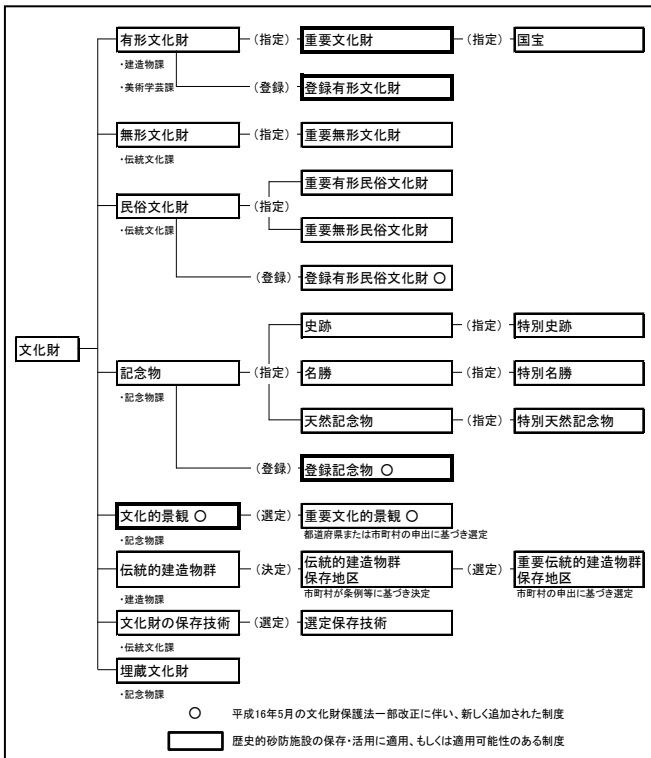 有形文化財 (指定) 重要文化財 (指定) 国宝
・建造物課
・美術学芸課 (登録) 登録有形文化財
無形文化財 (指定) 重要無形文化財
・伝統文化課
重要有形民俗文化財
民俗文化財 (指定)
・伝統文化課 重要無形民俗文化財
(登録) 登録有形民俗文化財 ○
史跡 (指定) 特別史跡
文化財
記念物 (指定) 名勝 (指定) 特別名勝
・記念物課
天然記念物 (指定) 特別天然記念物
(登録) 登録記念物 ○
文化的景観 ○ (選定) 重要文化的景観 ○
・記念物課 都道府県または市町村の申出に基づき選定
伝統的建造物群 (決定) 伝統的建造物群 (選定) 重要伝統的建造物群
保存地区 保存地区
・建造物課 市町村が条例等に基づき決定 市町村の申出に基づき選定
文化財の保存技術 (選定) 選定保存技術
・伝統文化課
埋蔵文化財
・記念物課
○ 平成16年5月の文化財保護法一部改正に伴い、新しく追加された制度
歴史的砂防施設の保存・活用に適用、もしくは適用可能性のある制度